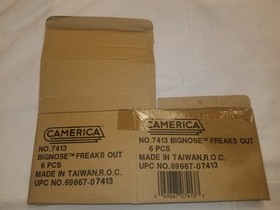 CAMERICA
NO.7413
BIGNOSE™ FREAKS OUT
6 PCS
MADE IN TAIWAN,R.O.C.
UPC NO.69667-07413
CAMERICA
NO.7413
BIGNOSE™ FREAKS OUT
6 PCS
MADE IN TAIWAN,R.O.C.
UPC NO.69667-07413